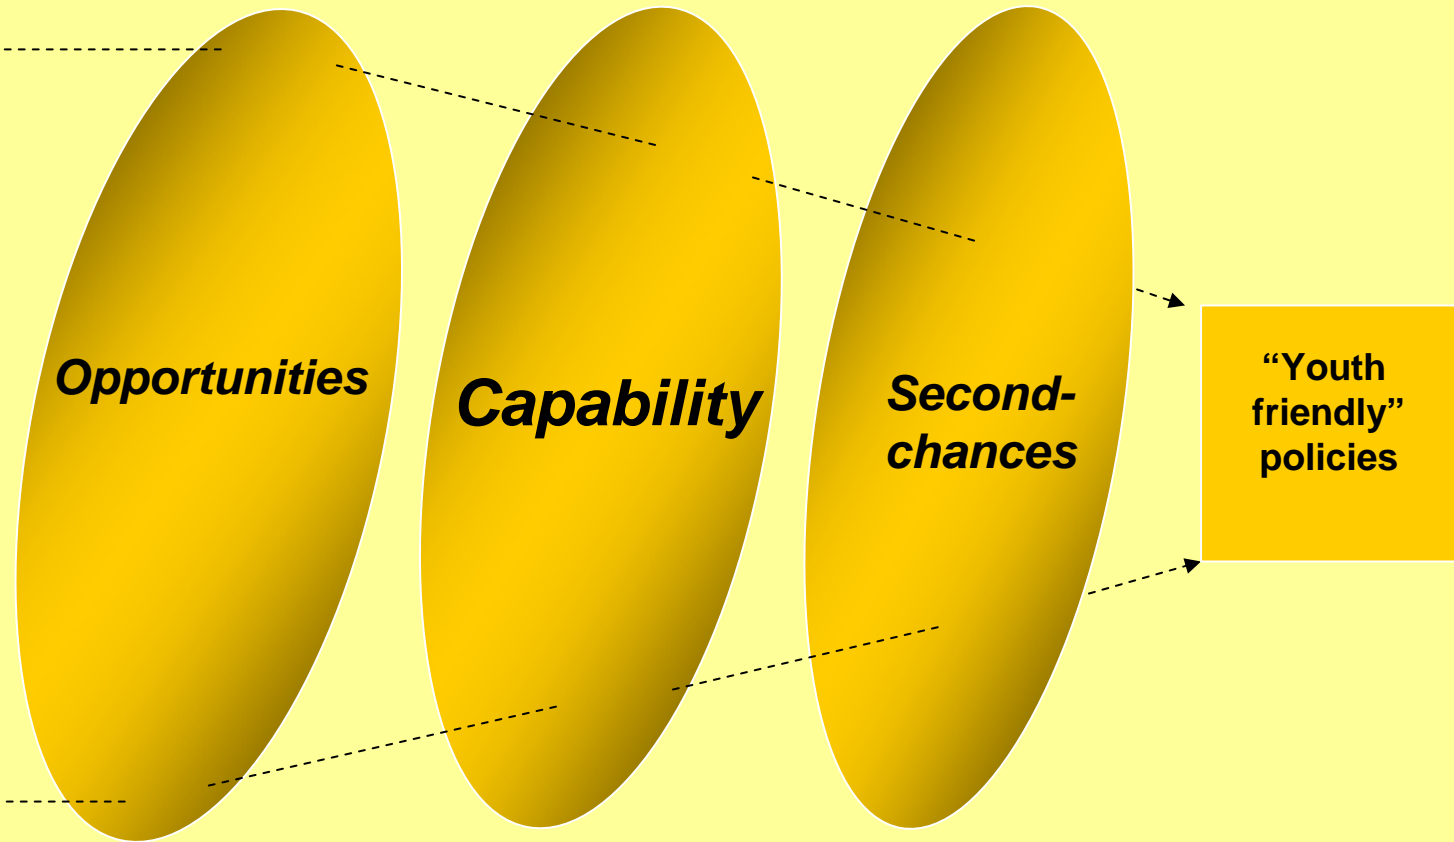 Opportunities
Capability
Second-
chances
“Youth
friendly”
policies